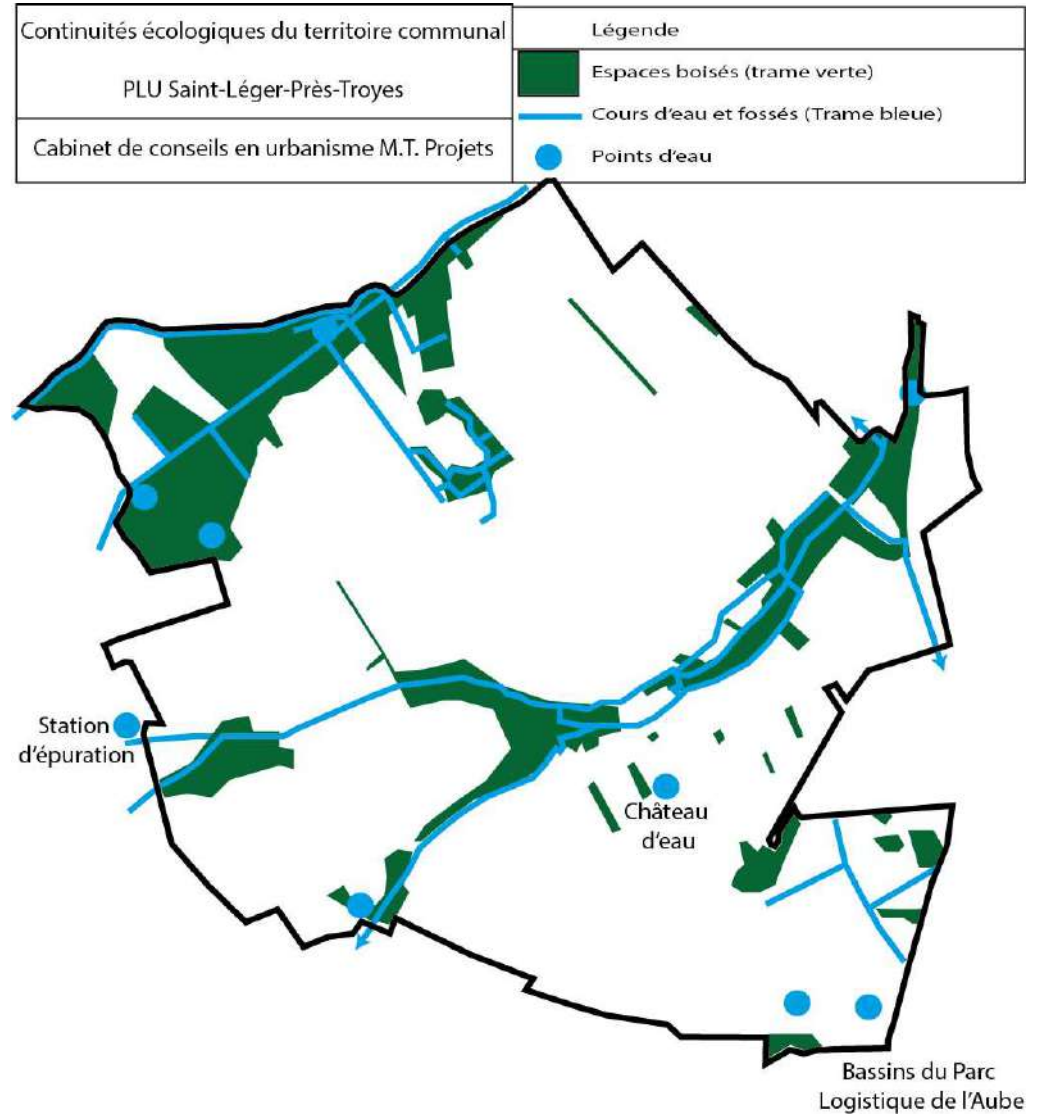 Continuités écologiques du territoire communal
PLU Saint-Léger-Près-Troyes
Cabinet de conseils en urbanisme M.T. Projets
Légende
Espaces boisés (trame verte)
Cours d'eau et fossés (Trame bleue)
Points d'eau
Station
d'épuration
Château
d'eau
Bassins du Parc
Logistique de l'Aube